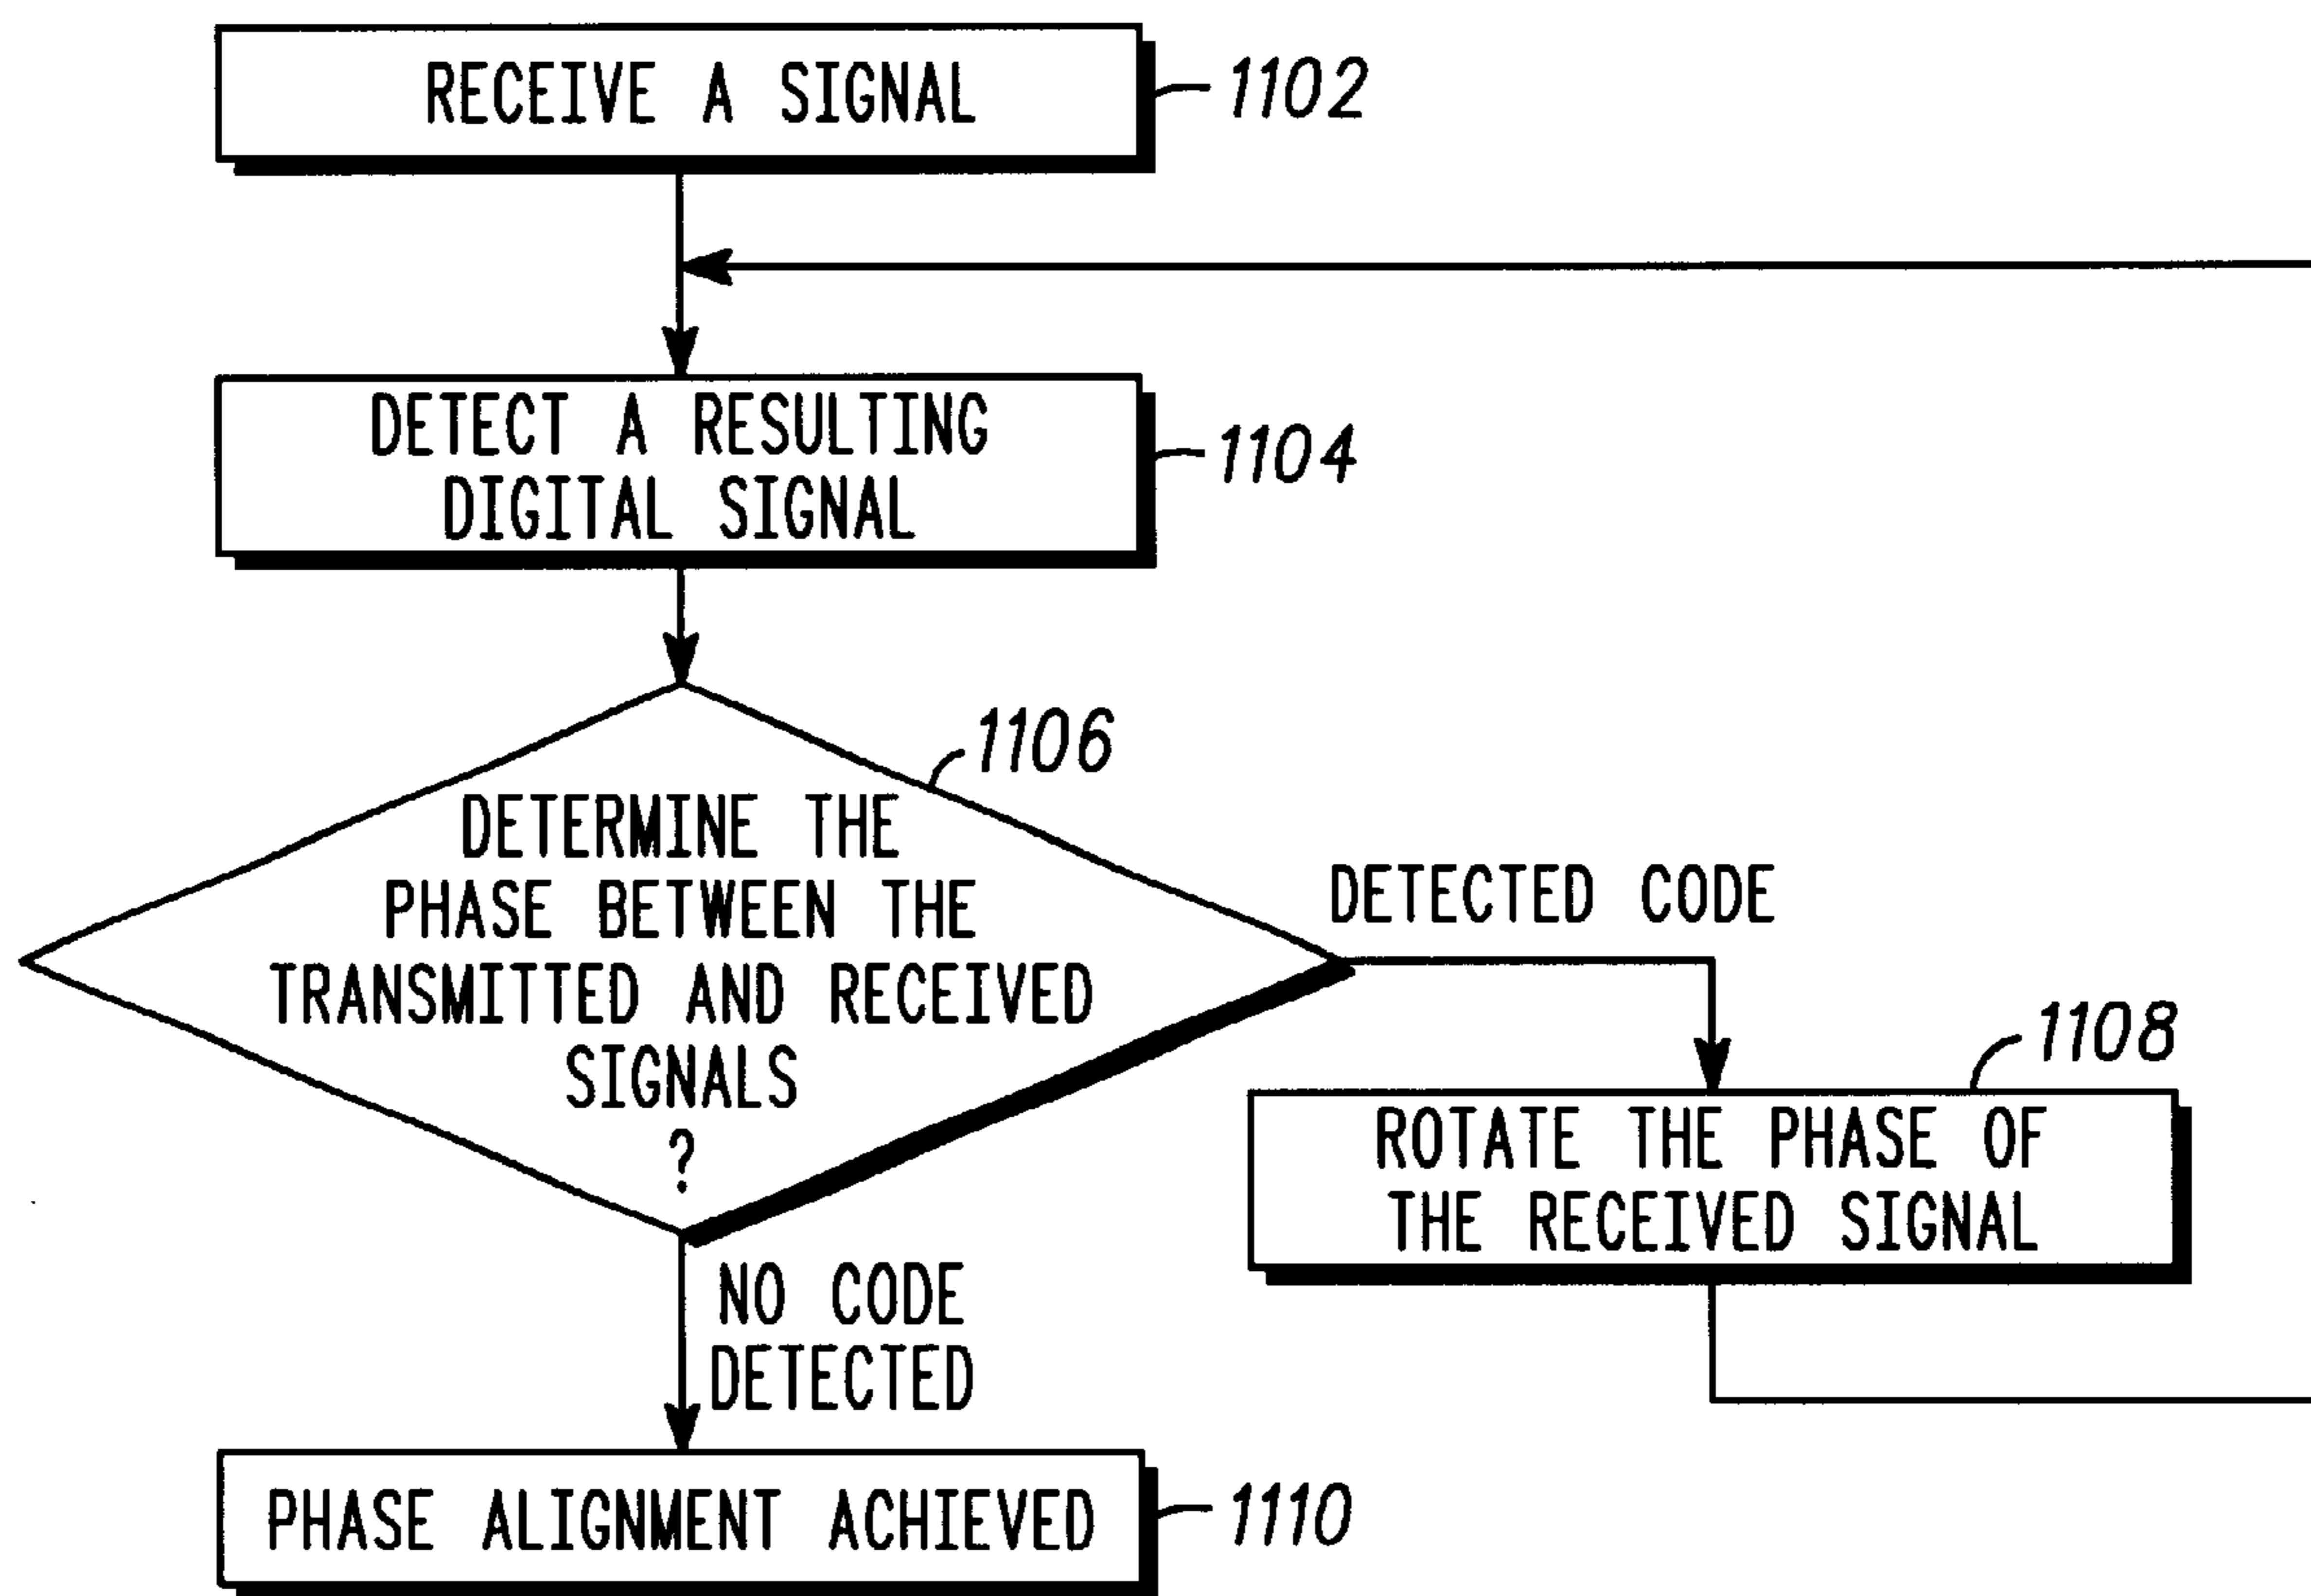 RECEIVE A SIGNAL
1102
DETECT A RESULTING
DIGITAL SIGNAL
1104
1106
DETERMINE THE
PHASE BETWEEN THE
TRANSMITTED AND RECEIVED
SIGNALS
?
DETECTED CODE
1108
ROTATE THE PHASE OF
THE RECEIVED SIGNAL
NO CODE
DETECTED
PHASE ALIGNMENT ACHIEVED
1110